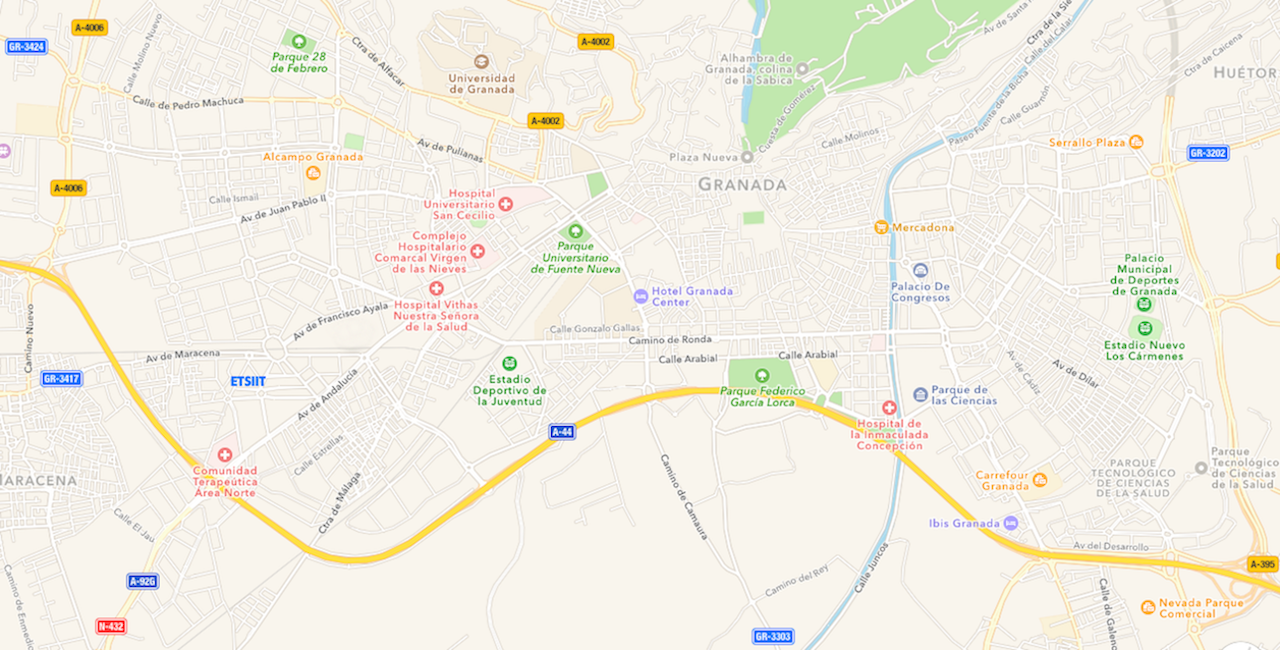 A-4006
GR-3424
Calle Molino Nuevo
Parque 28
de Febrero
Ctra de Alfacar
A-4002
Universidad
de Granada
Alhambra de
Granada, colina
de la Sabica
Av de Santa
Ctra de la Sie
Calle del Calar
Ctra de Caicena
HUÉTOR
Calle de Pedro Machuca
A-4002
Cuesta de Gomérez
Paseo Fuente de la Bicha
Calle Guarnón
Calle Molinos
Av de Pulianas
Alcampo Granada
Plaza Nueva
Serrallo Plaza
GR-3202
A-4006
GRANADA
Calle Ismail
Av de Juan Pablo II
Hospital
Universitario
San Cecilio
Mercadona
Complejo
Hospitalario
Comarcal Virgen
de las Nieves
Parque
Universitario
de Fuente Nueva
Palacio De
Congresos
Palacio
Municipal
de Deportes
de Granada
Hotel Granada
Center
Hospital Vithas
Nuestra Señora
de la Salud
Camino Nuevo
Av de Francisco Ayala
Calle Gonzalo Gallas
Camino de Ronda
Estadio Nuevo
Los Cármenes
Av de Maracena
Calle Arabial
Calle Arabial
GR-3417
ETSIIT
Av de Andalucía
Estadio
Deportivo de
la Juventud
Parque Federico
García Lorca
Parque de
las Ciencias
Av de Cádiz
Av de Dílar
A-44
Hospital de
la Inmaculada
Concepción
Calle Estrellas
Comunidad
Terapeútica
Área Norte
MARACENA
Ctra de Málaga
Camino de Camaura
Carrefour
Granada
PARQUE
TECNOLÓGICO
DE CIENCIAS
DE LA SALUD
Parque
Tecnológico
de Ciencias
de la Salud
Calle El Jau
Ibis Granada
Av del Desarrollo
A-92G
Camino de Enmedio
Camino del Rey
Calle Juncos
A-395
Calle de Galena
Nevada Parque
Comercial
N-432
GR-3303